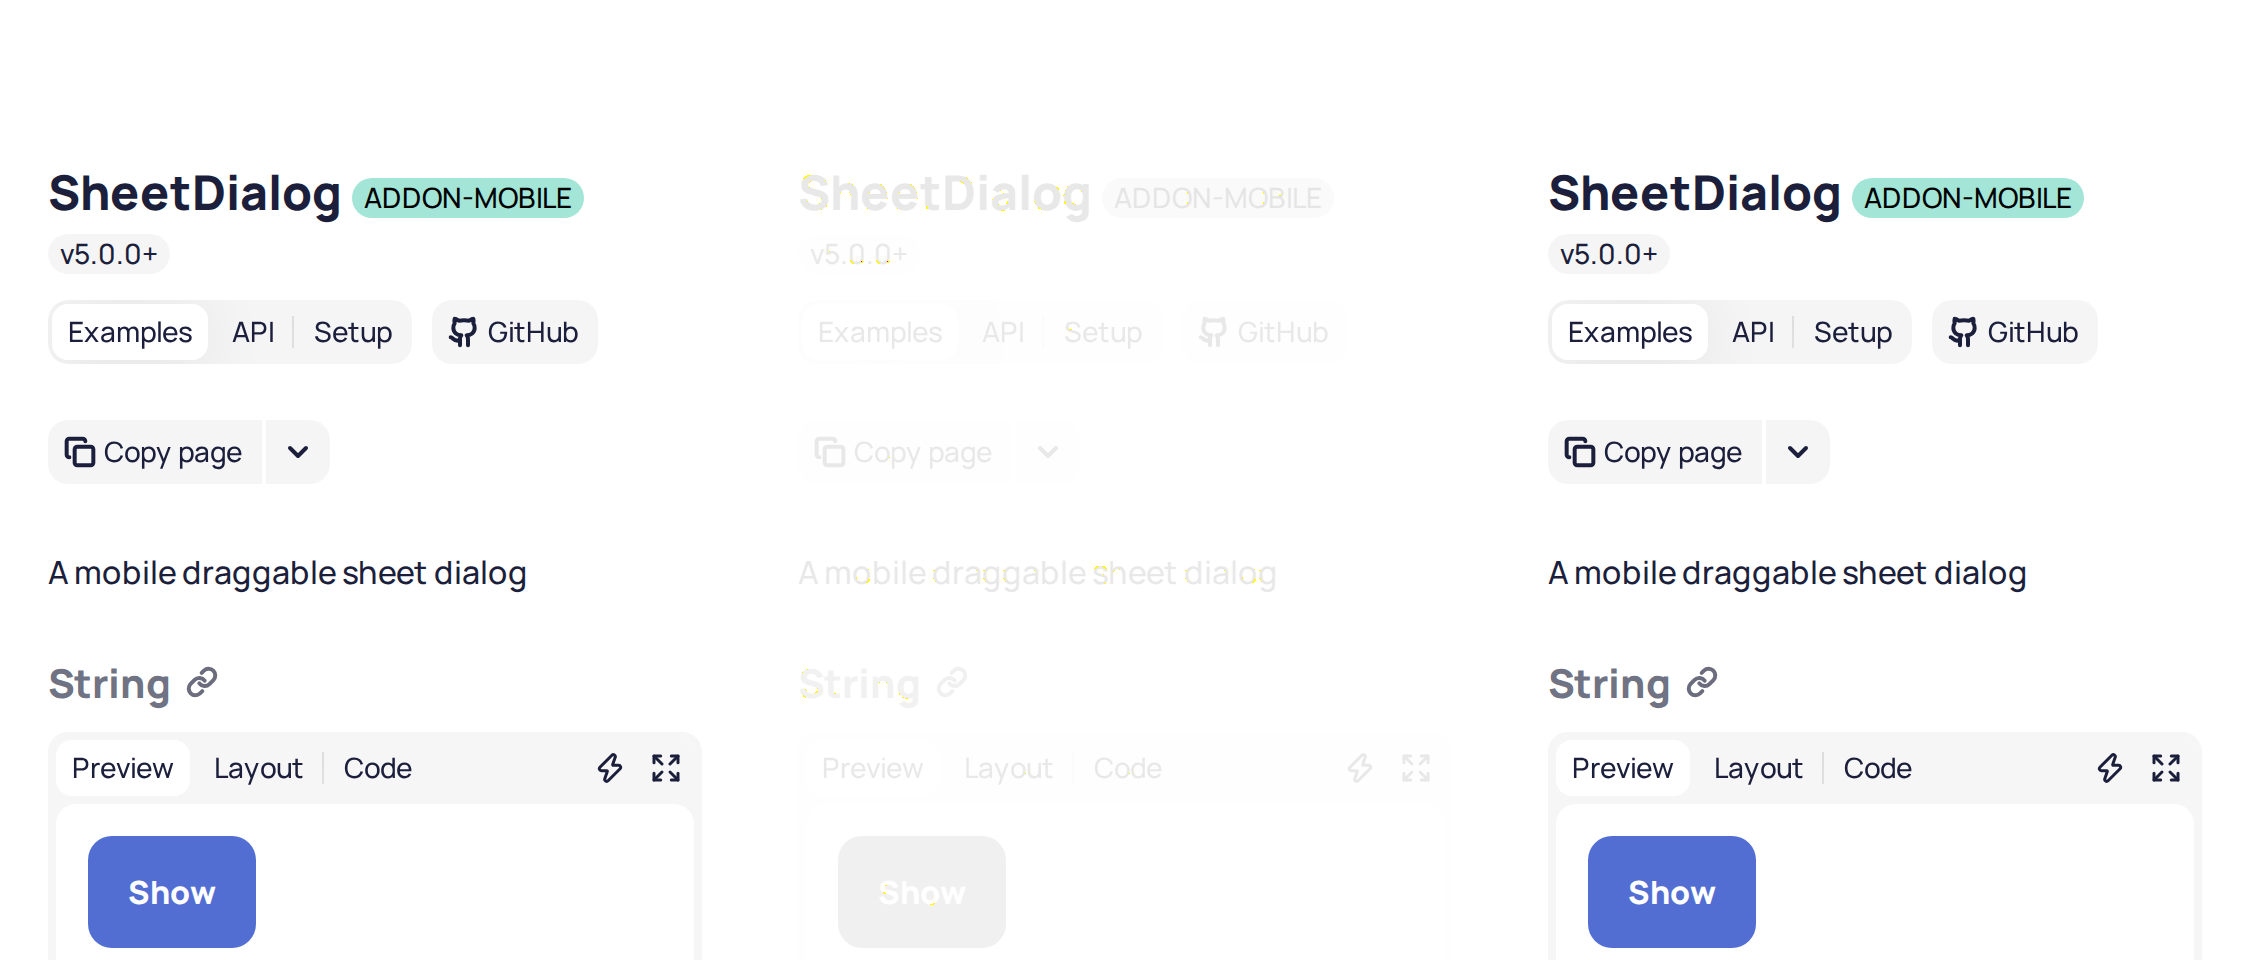 SheetDialog ADDON-MOBILE
v5.0.0+
Examples API Setup GitHub
Copy page
A mobile draggable sheet dialog
String
Preview Layout Code
Show
SheetDialog ADDON-MOBILE
v5.0.0+
Examples API Setup GitHub
Copy page
A mobile draggable sheet dialog
String
Preview Layout Code
Show
SheetDialog ADDON-MOBILE
v5.0.0+
Examples API Setup GitHub
Copy page
A mobile draggable sheet dialog
String
Preview Layout Code
Show